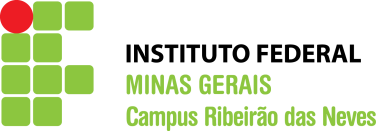 INSTITUTO FEDERAL
MINAS GERAIS
Campus Ribeirão das Neves